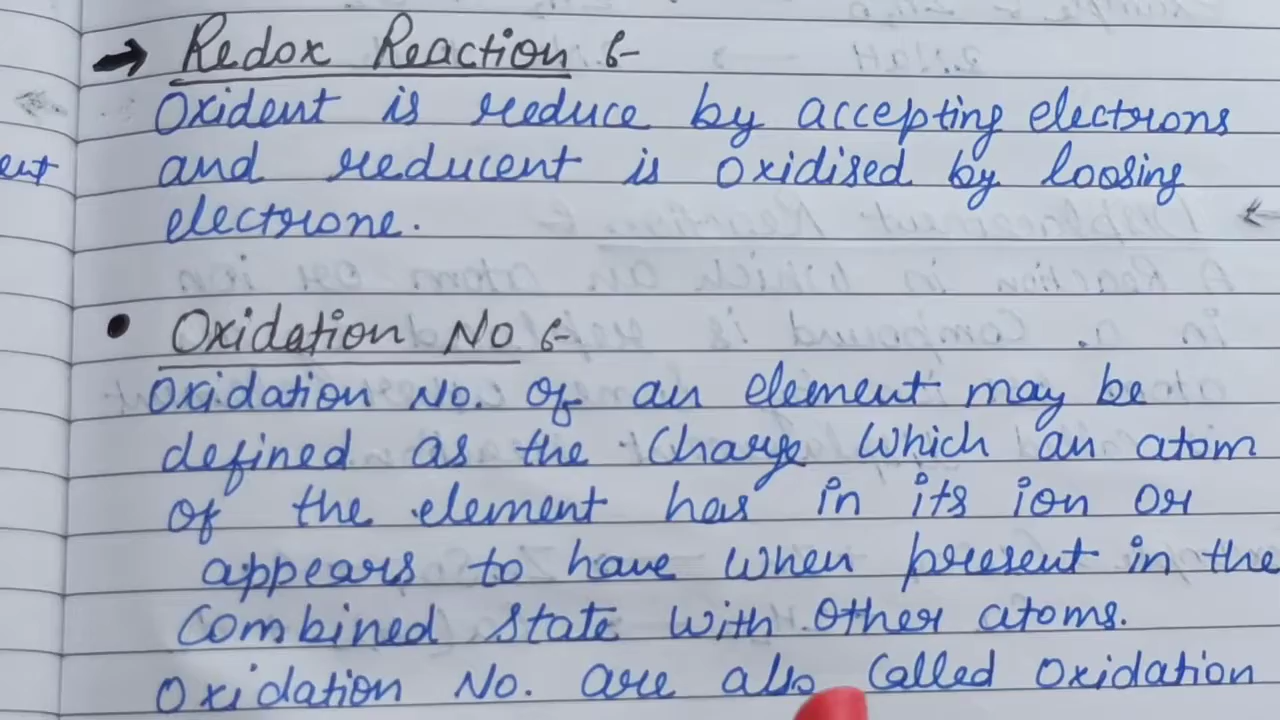 → Redox Reaction :-
Oxident is reduce by accepting electrons
and reducent is oxidised by loosing
electrone.
• Oxidation No :-
Oxidation No. of an element may be
defined as the Charge which an atom
of the element has in its ion or
appears to have when present in the
Combined state with other atoms.
Oxidation No. are also called oxidation